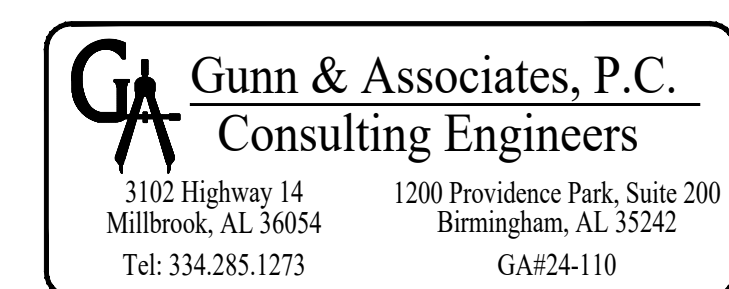 GA
Gunn & Associates, P.C.
Consulting Engineers
3102 Highway 14
Millbrook, AL 36054
Tel: 334.285.1273
1200 Providence Park, Suite 200
Birmingham, AL 35242
GA#24-110